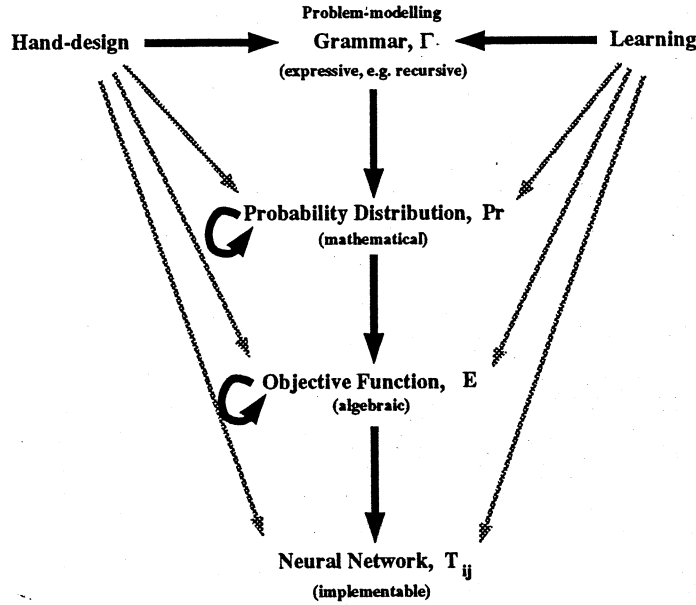 Problem-modelling
Hand-design
Grammar, Γ
Learning
(expressive, e.g. recursive)
Probability Distribution, Pr
(mathematical)
Objective Function, E
(algebraic)
Neural Network, T_ij
(implementable)